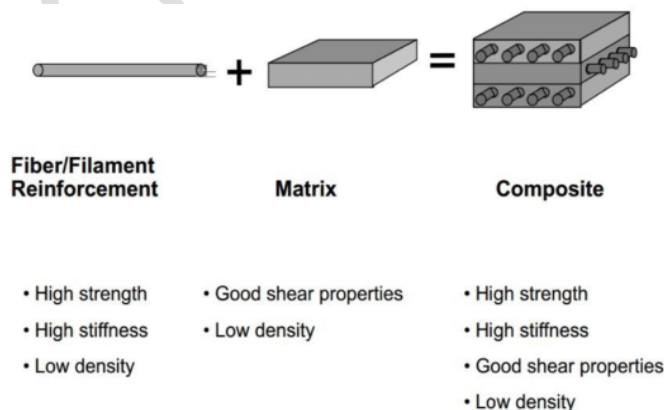 +
=
Fiber/Filament
Reinforcement
Matrix
Composite
• High strength
• High stiffness
• Low density
• Good shear properties
• Low density
• High strength
• High stiffness
• Good shear properties
• Low density